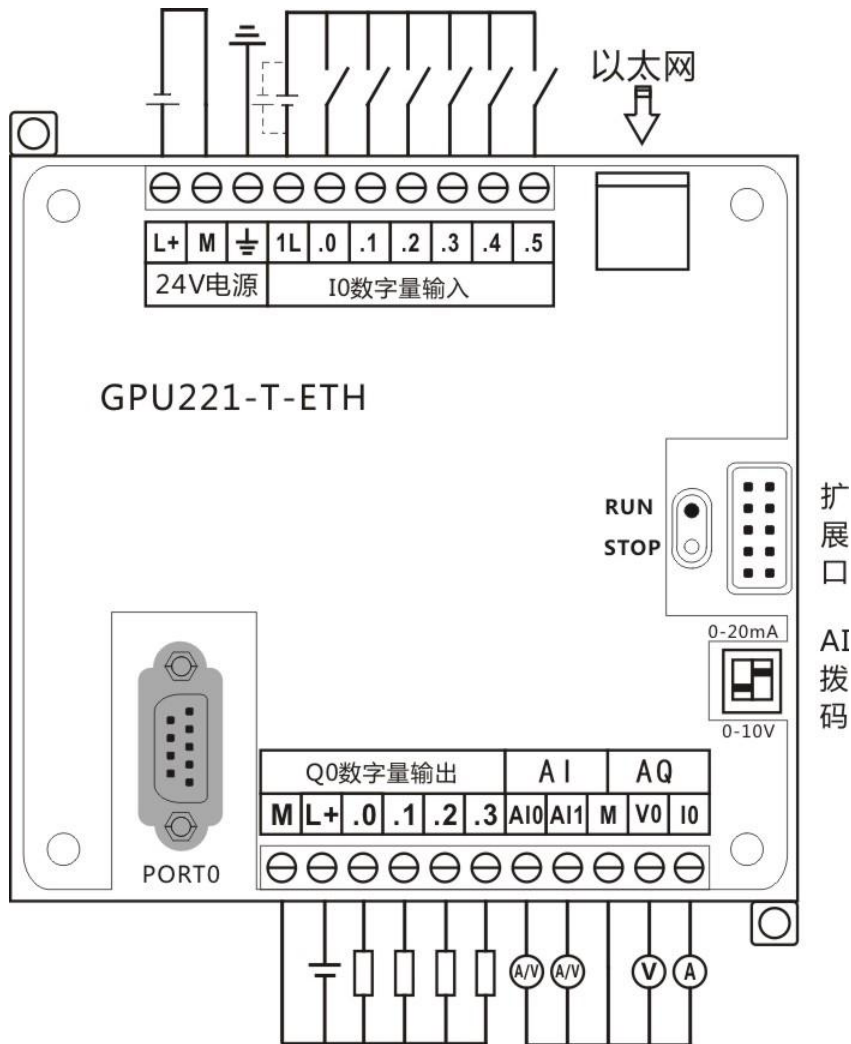 以太网
L+ M 1L .0 .1 .2 .3 .4 .5
24V电源 I0数字量输入
GPU221-T-ETH
RUN
STOP
扩
展
口
0-20mA
AI
拨
码
0-10V
Q0数字量输出 AI AQ
M L+ .0 .1 .2 .3 AI0 AI1 M V0 I0
PORT0
A/V A/V V A